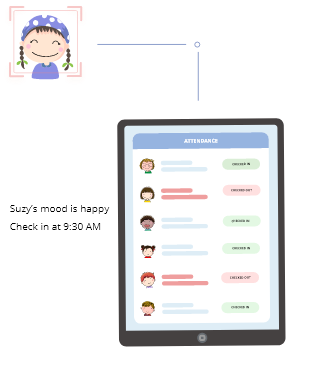 ATTENDANCE
CHECKED IN
CHECKED OUT
CHECKED IN
CHECKED IN
CHECKED OUT
CHECKED IN
Suzy's mood is happy
Check in at 9:30 AM